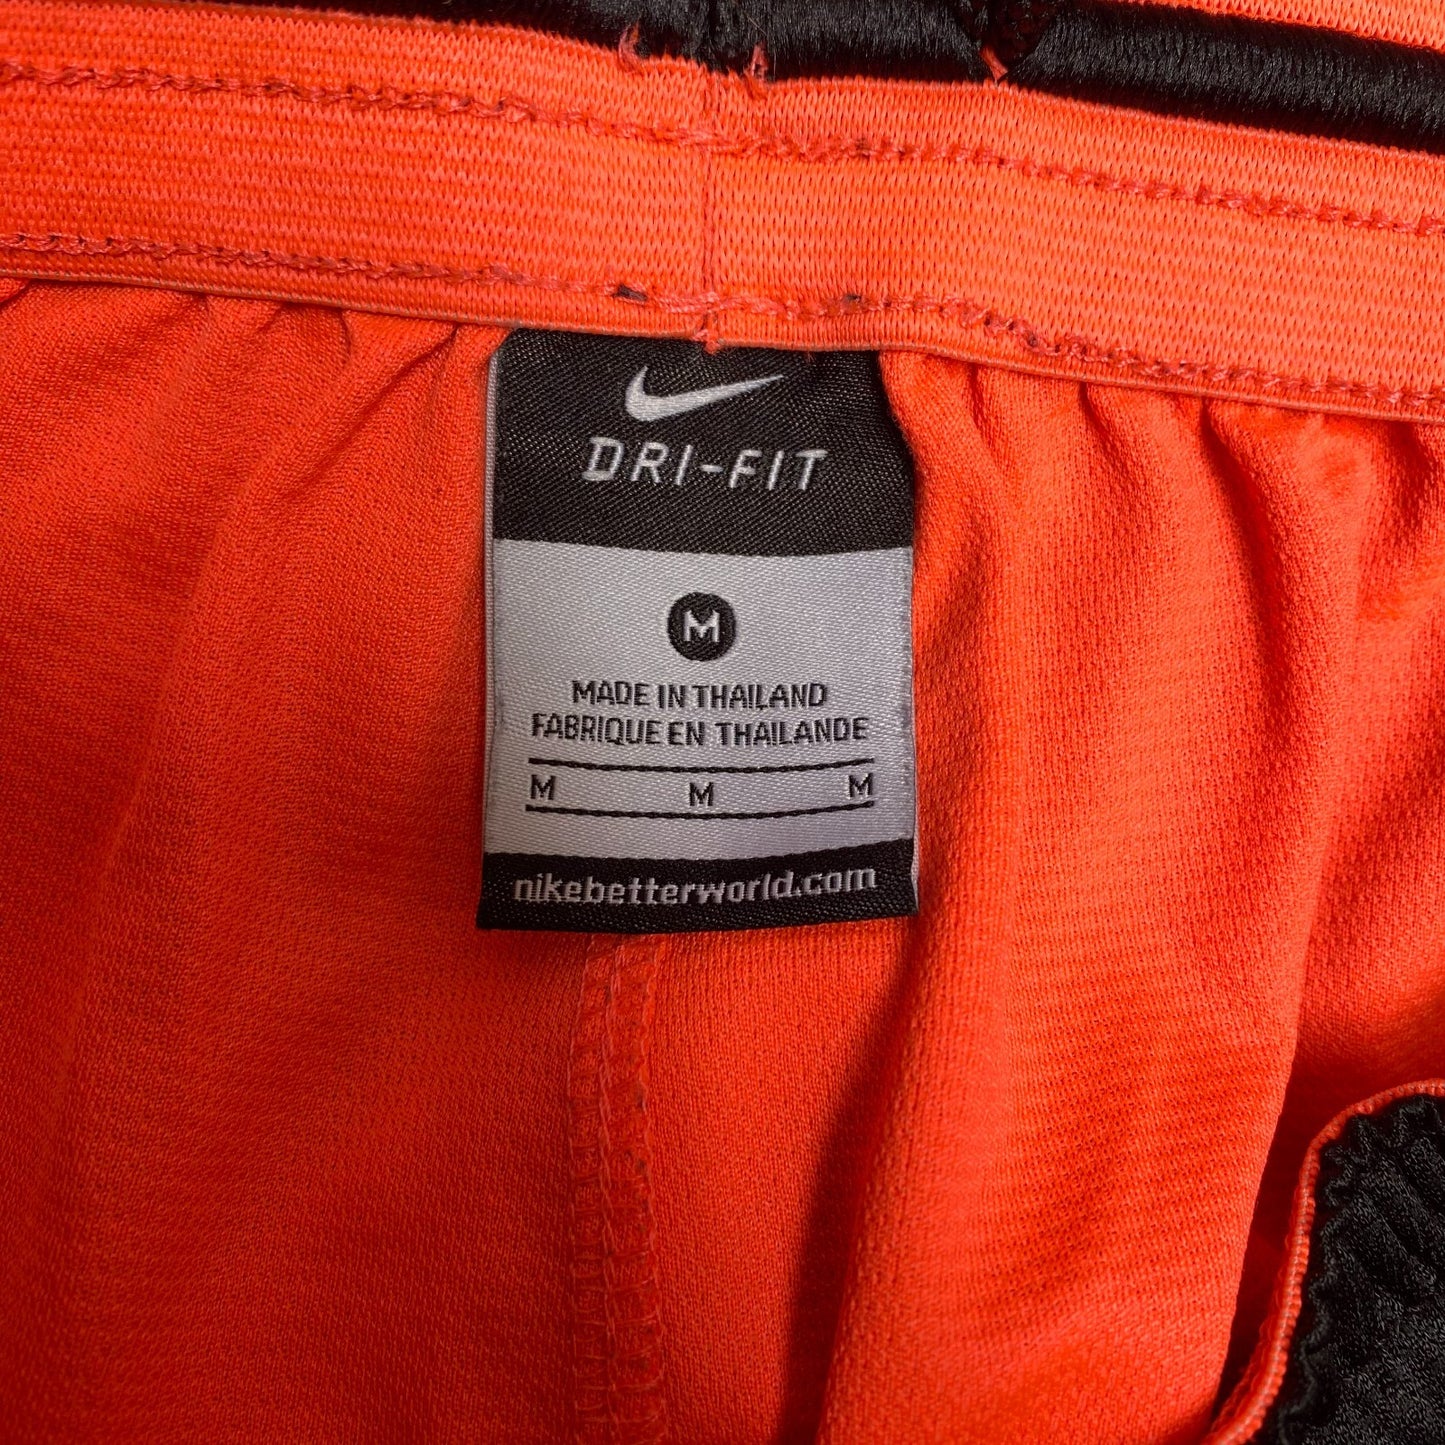 DRI-FIT
M
MADE IN THAILAND
FABRIQUE EN THAILANDE
M M M
nikebetterworld.com